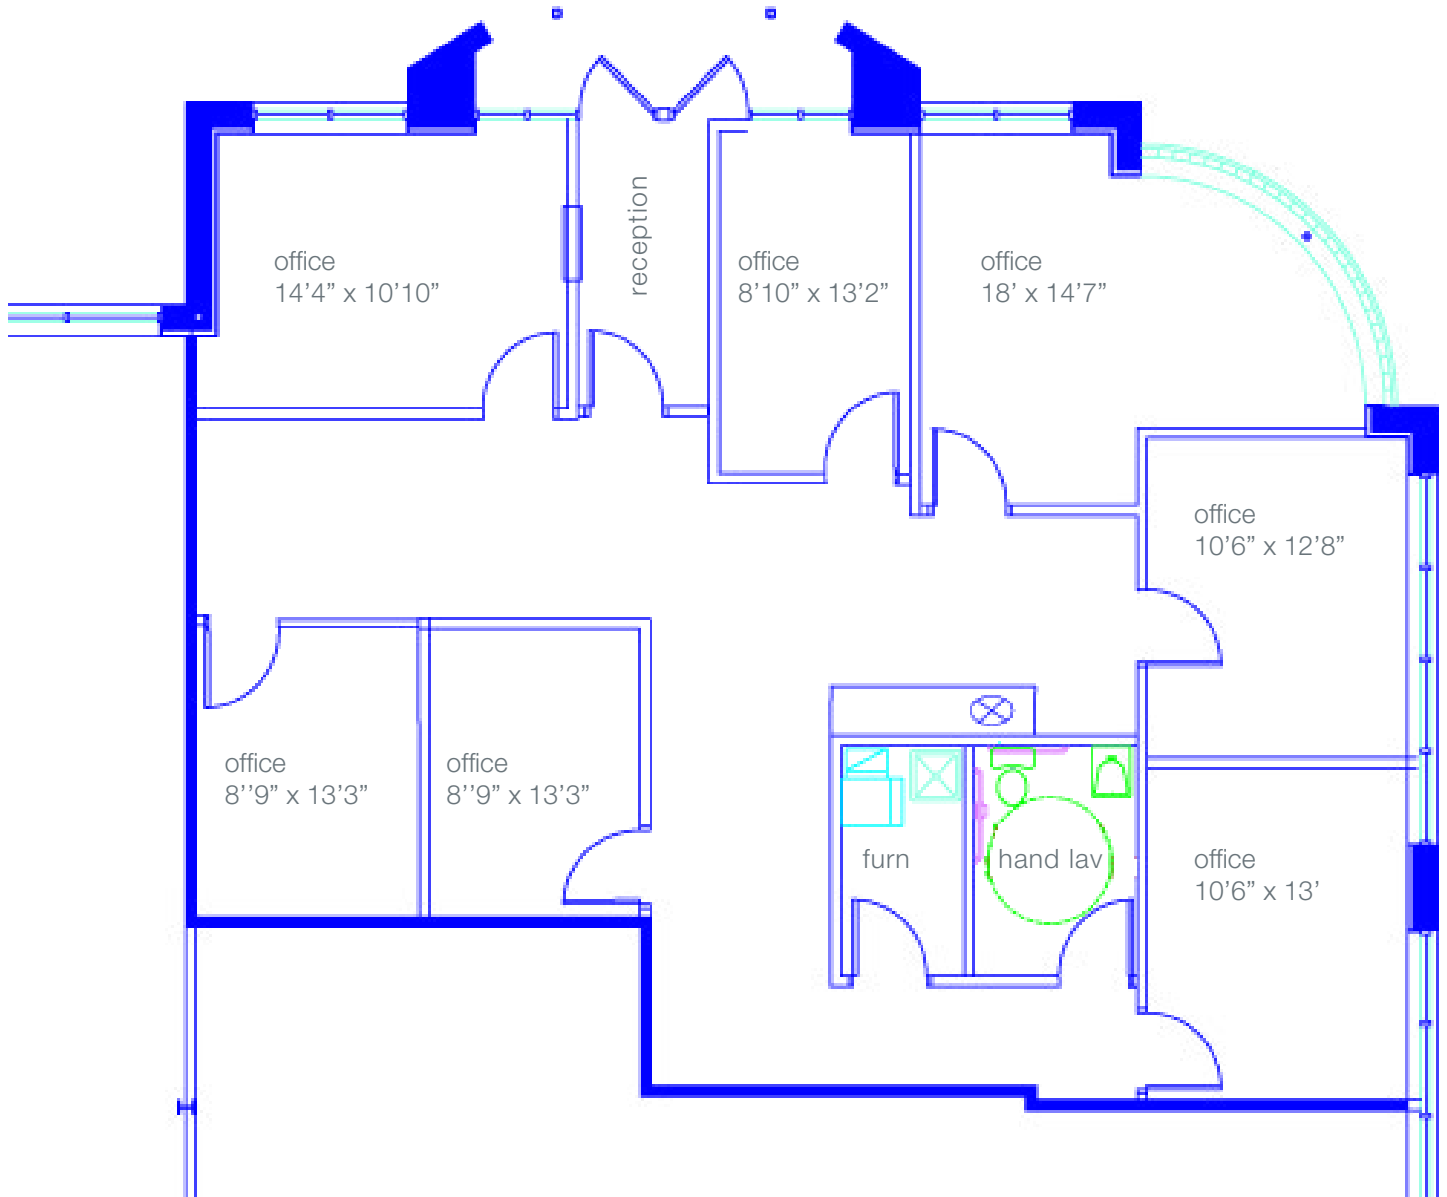 reception
office
14’4” x 10’10”
office
8’10” x 13’2”
office
18’ x 14’7”
office
10’6” x 12’8”
office
8’’9” x 13’3”
office
8’’9” x 13’3”
furn
hand lav
office
10’6” x 13’